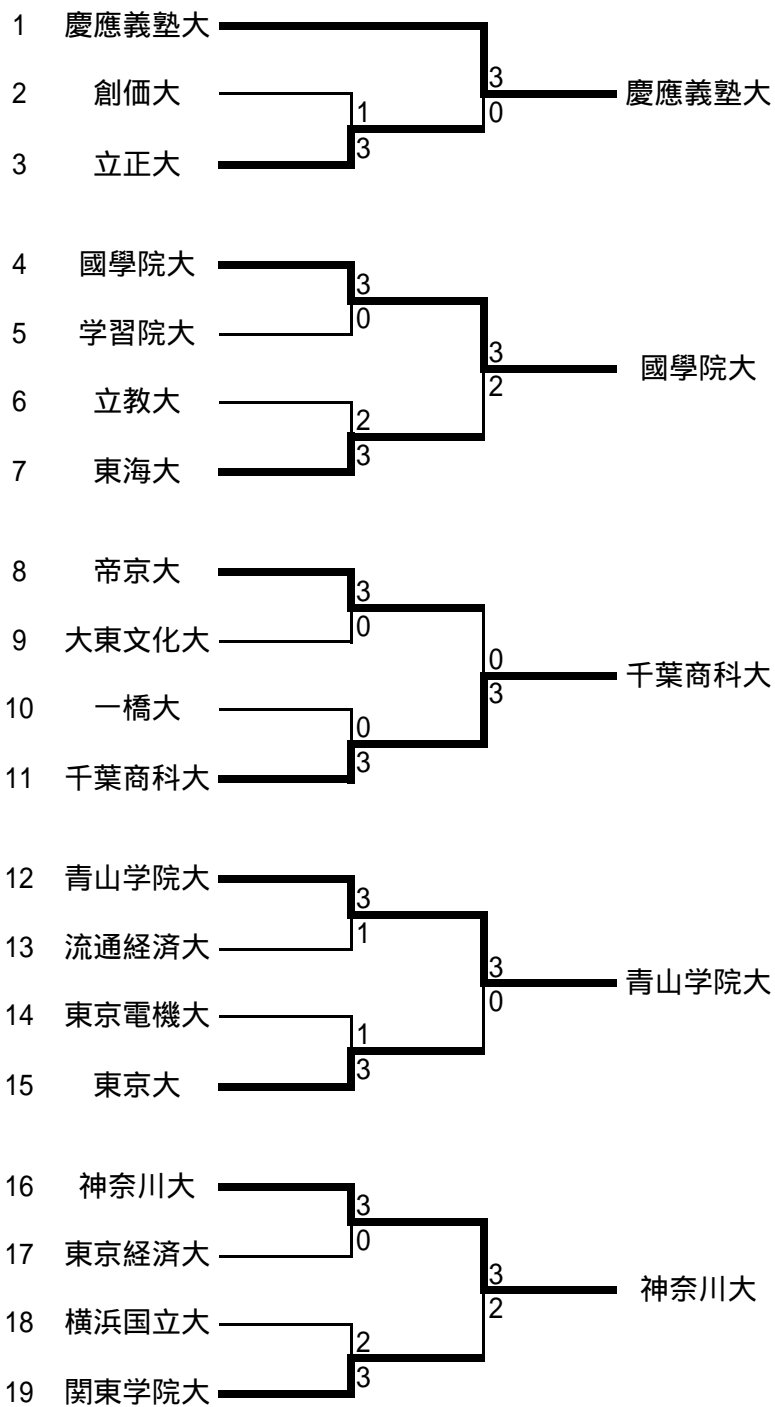 1 慶應義塾大
3 慶應義塾大
2 創価大
0
1
3
3 立正大
4 國學院大
3
0
5 学習院大
3 國學院大
2
6 立教大
2
3
7 東海大
8 帝京大
3
0
9 大東文化大
0 千葉商科大
3
10 一橋大
0
3
11 千葉商科大
12 青山学院大
3
1
13 流通経済大
3 青山学院大
0
14 東京電機大
1
3
15 東京大
16 神奈川大
3
0
17 東京経済大
3 神奈川大
2
18 横浜国立大
2
3
19 関東学院大